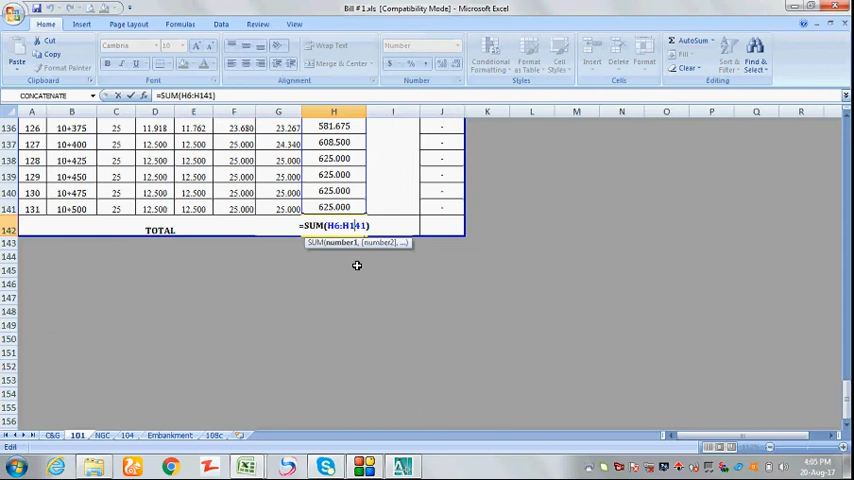 Bill # 1.xls [Compatibility Mode] - Microsoft Excel
Home Insert Page Layout Formulas Data Review View
Paste Cut Copy Format Painter Clipboard
Cambria 10 A A B I U Font
Wrap Text Merge & Center Alignment
Number $ % , Number
Conditional Formatting Format as Table Cell Styles Styles
Insert Delete Format Cells
Σ AutoSum Fill Clear Sort & Filter Find & Select Editing
CONCATENATE =SUM(H6:H141)
A B C D E F G H I J K L M N O P Q R
136 126 10+375 25 11.918 11.762 23.680 23.267 581.675 -
137 127 10+400 25 12.500 12.500 25.000 24.340 608.500 -
138 128 10+425 25 12.500 12.500 25.000 25.000 625.000 -
139 129 10+450 25 12.500 12.500 25.000 25.000 625.000 -
140 130 10+475 25 12.500 12.500 25.000 25.000 625.000 -
141 131 10+500 25 12.500 12.500 25.000 25.000 625.000 -
142 TOTAL =SUM(H6:H141)
143 SUM(number1, [number2], ...)
144
145
146
147
148
149
150
151
152
153
154
155
156
C&G 101 NGC 104 Embankment 108c
Edit
4:05 PM
20-Aug-17